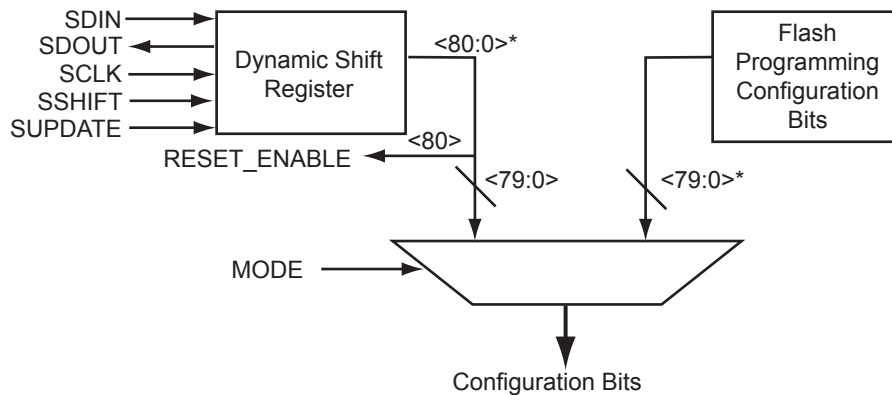 SDIN
SDOUT
SCLK
SSHIFT
SUPDATE
Dynamic Shift
Register
<80:0>*
Flash
Programming
Configuration
Bits
<80>
RESET_ENABLE
<79:0>
<79:0>*
MODE
Configuration Bits